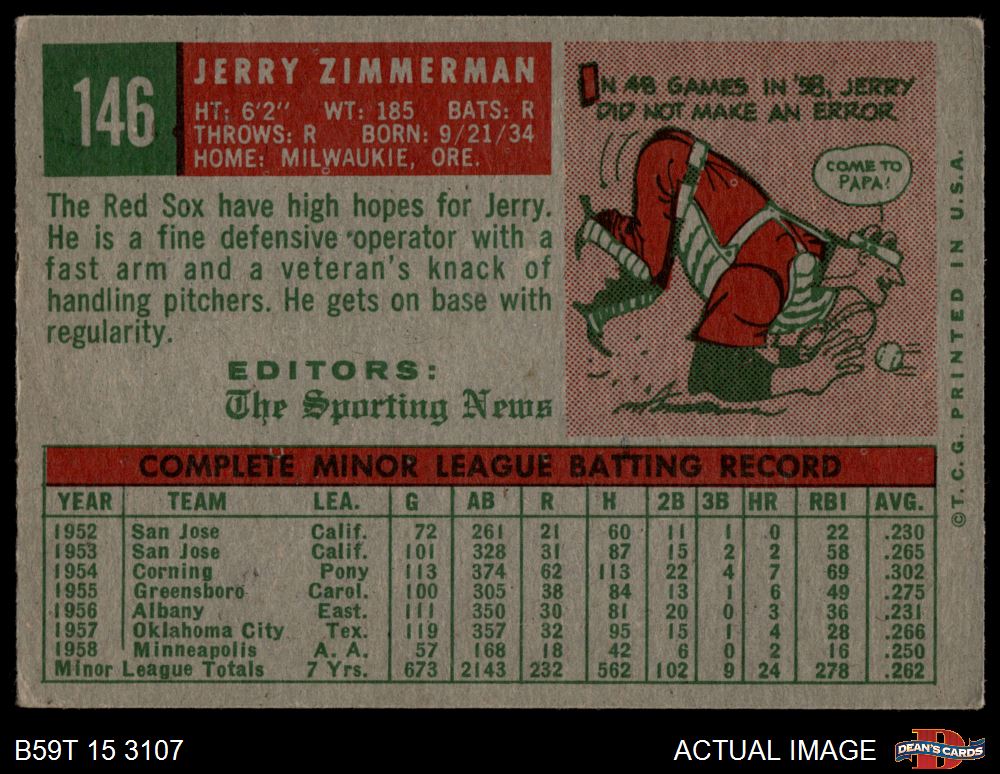 146
JERRY ZIMMERMAN
HT: 6'2" WT: 185 BATS: R
THROWS: R BORN: 9/21/34
HOME: MILWAUKIE, ORE.
The Red Sox have high hopes for Jerry.
He is a fine defensive operator with a
fast arm and a veteran's knack of
handling pitchers. He gets on base with
regularity.
EDITORS:
The Sporting News
IN 48 GAMES IN '58, JERRY
DID NOT MAKE AN ERROR
COME TO
PAPA!
©T.C.G. PRINTED IN U.S.A.
COMPLETE MINOR LEAGUE BATTING RECORD
YEAR TEAM LEA. G AB R H 2B 3B HR RBI AVG.
1952 San Jose Calif. 72 261 21 60 11 1 0 22 .230
1953 San Jose Calif. 101 328 31 87 15 2 2 58 .265
1954 Corning Pony 113 374 62 113 22 4 7 69 .302
1955 Greensboro Carol. 100 305 38 84 13 1 6 49 .275
1956 Albany East. 111 350 30 81 20 0 3 36 .231
1957 Oklahoma City Tex. 119 357 32 95 15 1 4 28 .266
1958 Minneapolis A. A. 57 168 18 42 6 0 2 16 .250
Minor League Totals 7 Yrs. 673 2143 232 562 102 9 24 278 .262
B59T 15 3107
ACTUAL IMAGE
DEAN'S CARDS